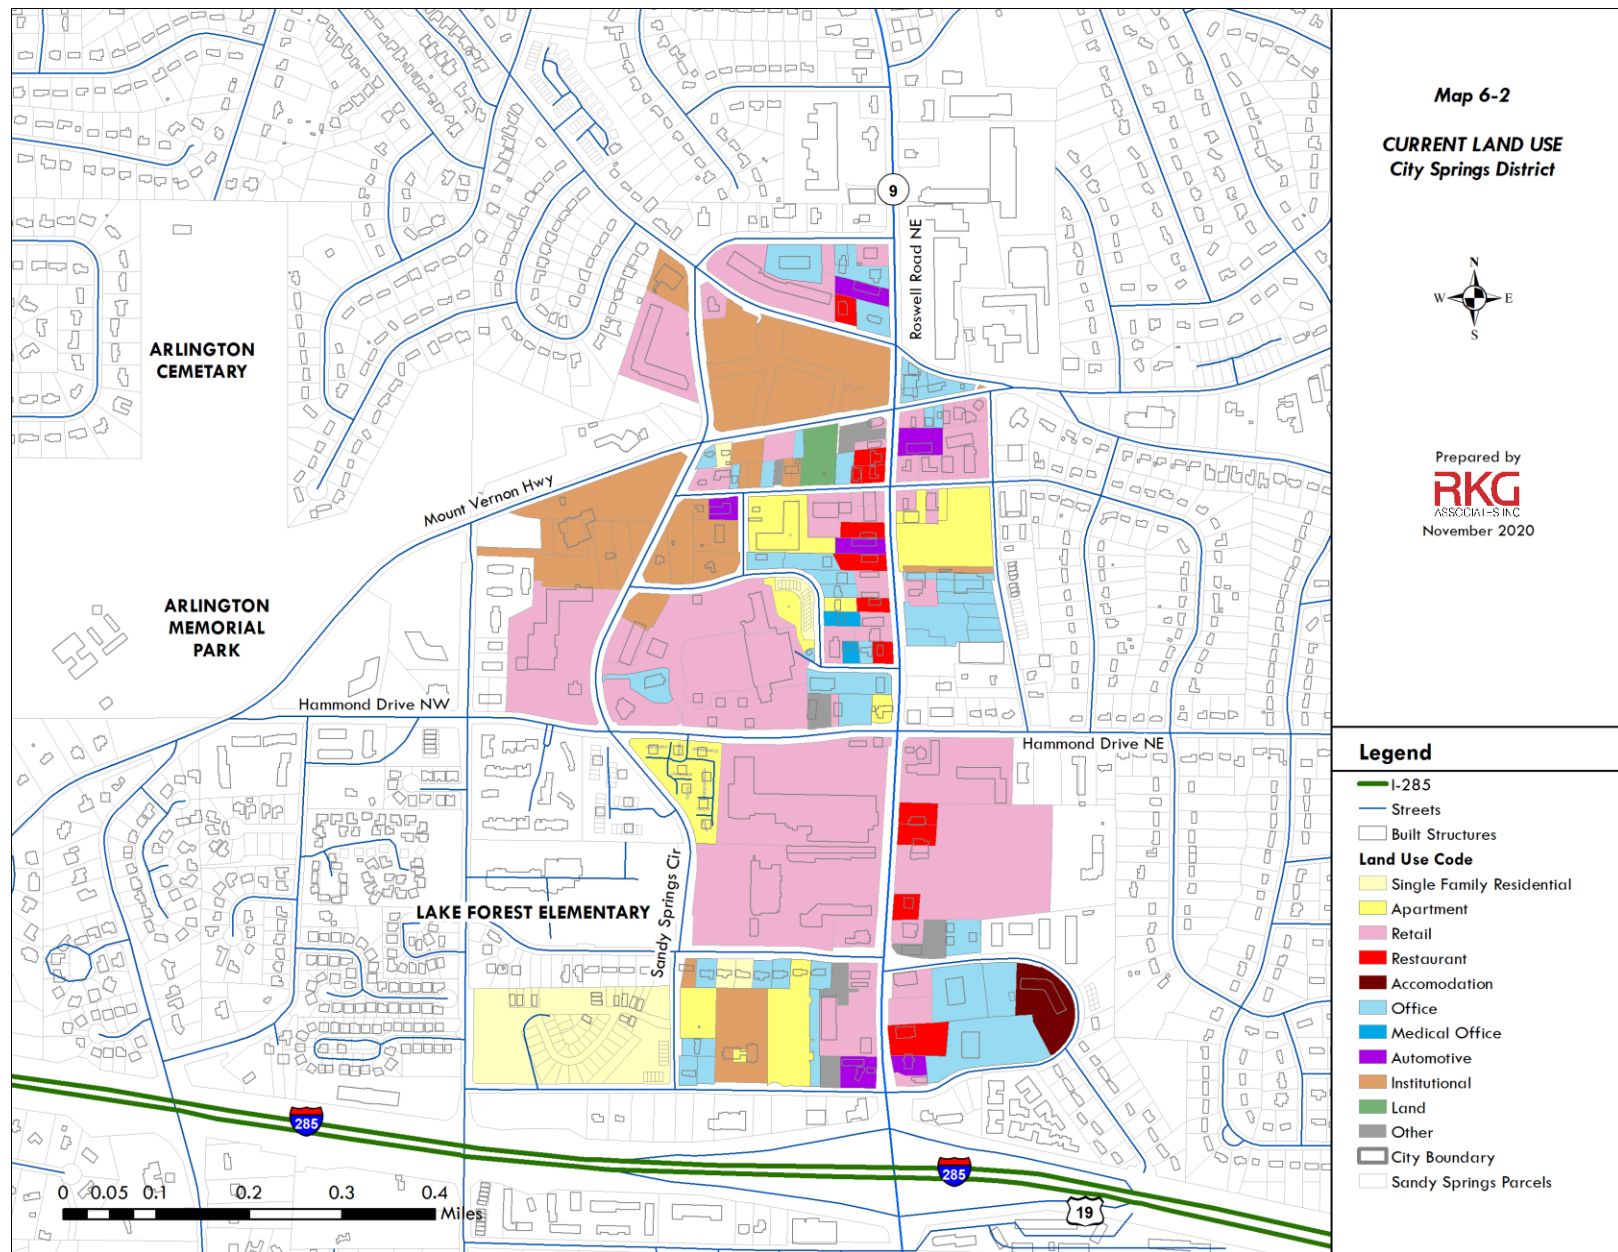 Map 6-2
CURRENT LAND USE
City Springs District
N
W
E
S
Prepared by
RKG
ASSOCIATES INC
November 2020
Legend
I-285
Streets
Built Structures
Land Use Code
Single Family Residential
Apartment
Retail
Restaurant
Accomodation
Office
Medical Office
Automotive
Institutional
Land
Other
City Boundary
Sandy Springs Parcels
9
Roswell Road NE
ARLINGTON
CEMETARY
Mount Vernon Hwy
ARLINGTON
MEMORIAL
PARK
Hammond Drive NW
Hammond Drive NE
LAKE FOREST ELEMENTARY
Sandy Springs Cir
285
285
19
0 0.05 0.1 0.2 0.3 0.4
Miles